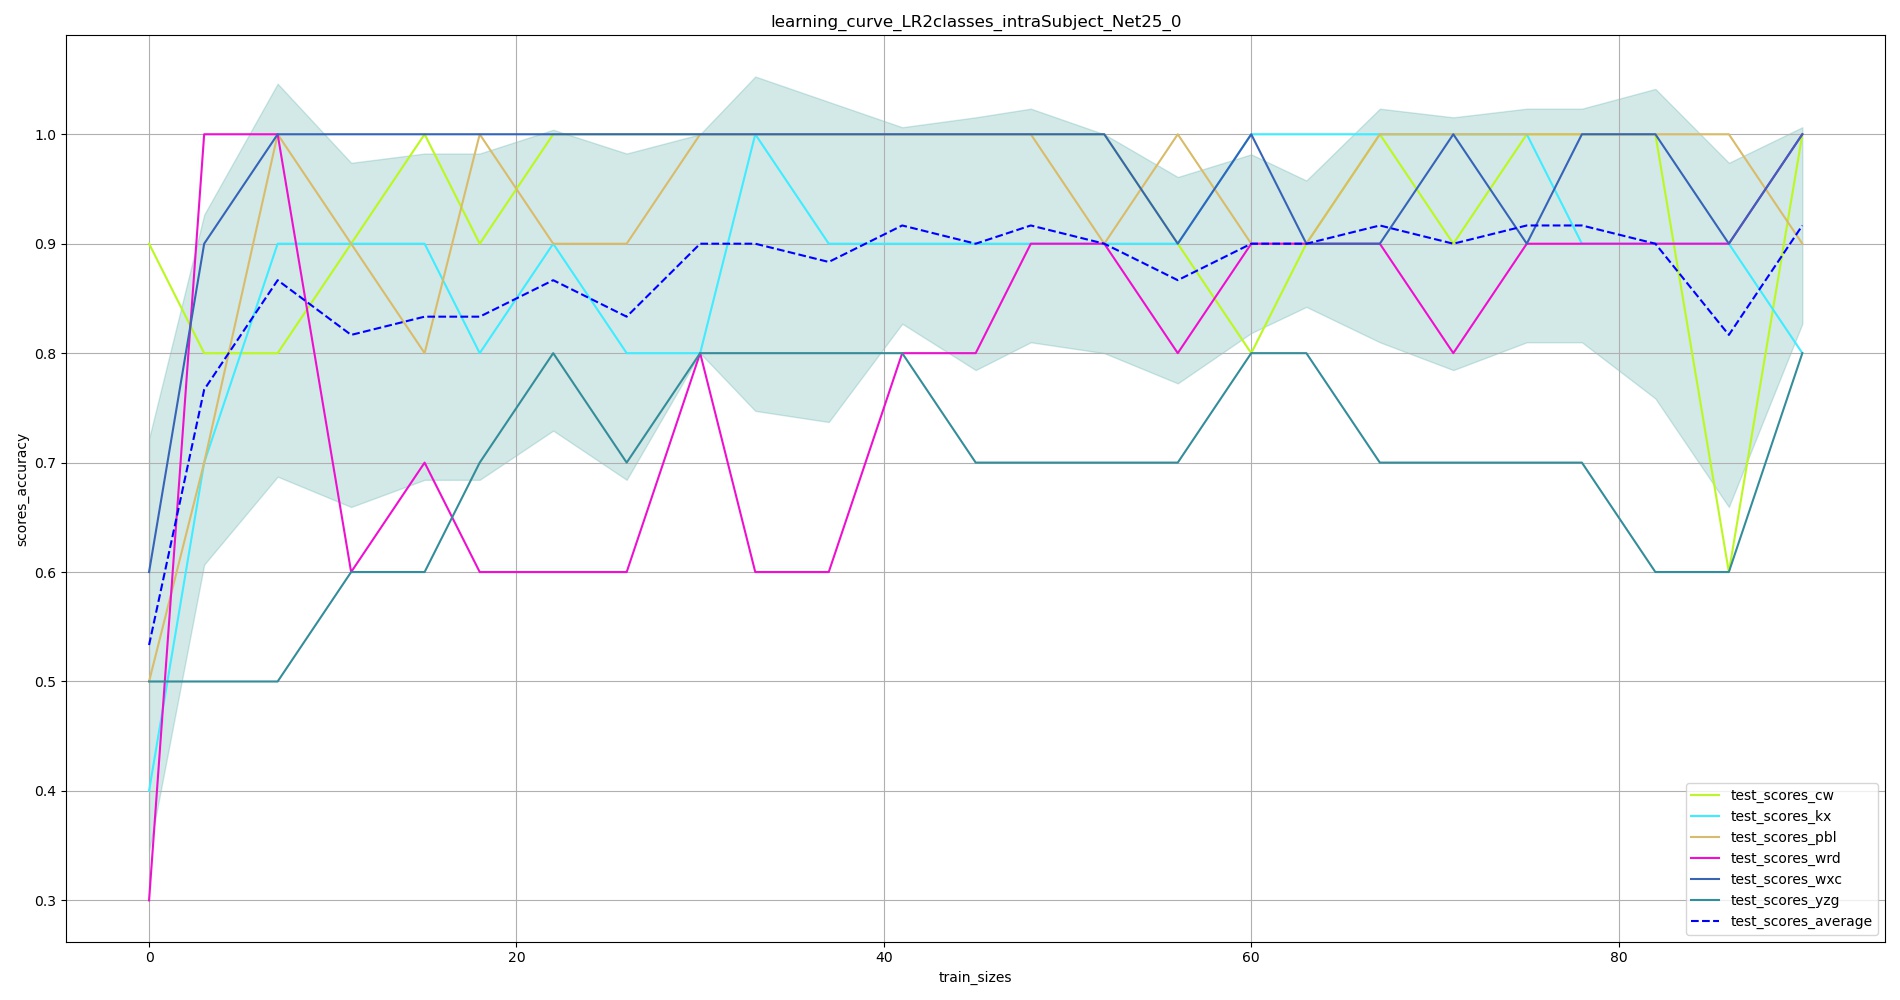 learning_curve_LR2classes_intraSubject_Net25_0
scores_accuracy
1.0
0.9
0.8
0.7
0.6
0.5
0.4
0.3
0
20
40
60
80
train_sizes
test_scores_cw
test_scores_kx
test_scores_pbl
test_scores_wrd
test_scores_wxc
test_scores_yzg
test_scores_average